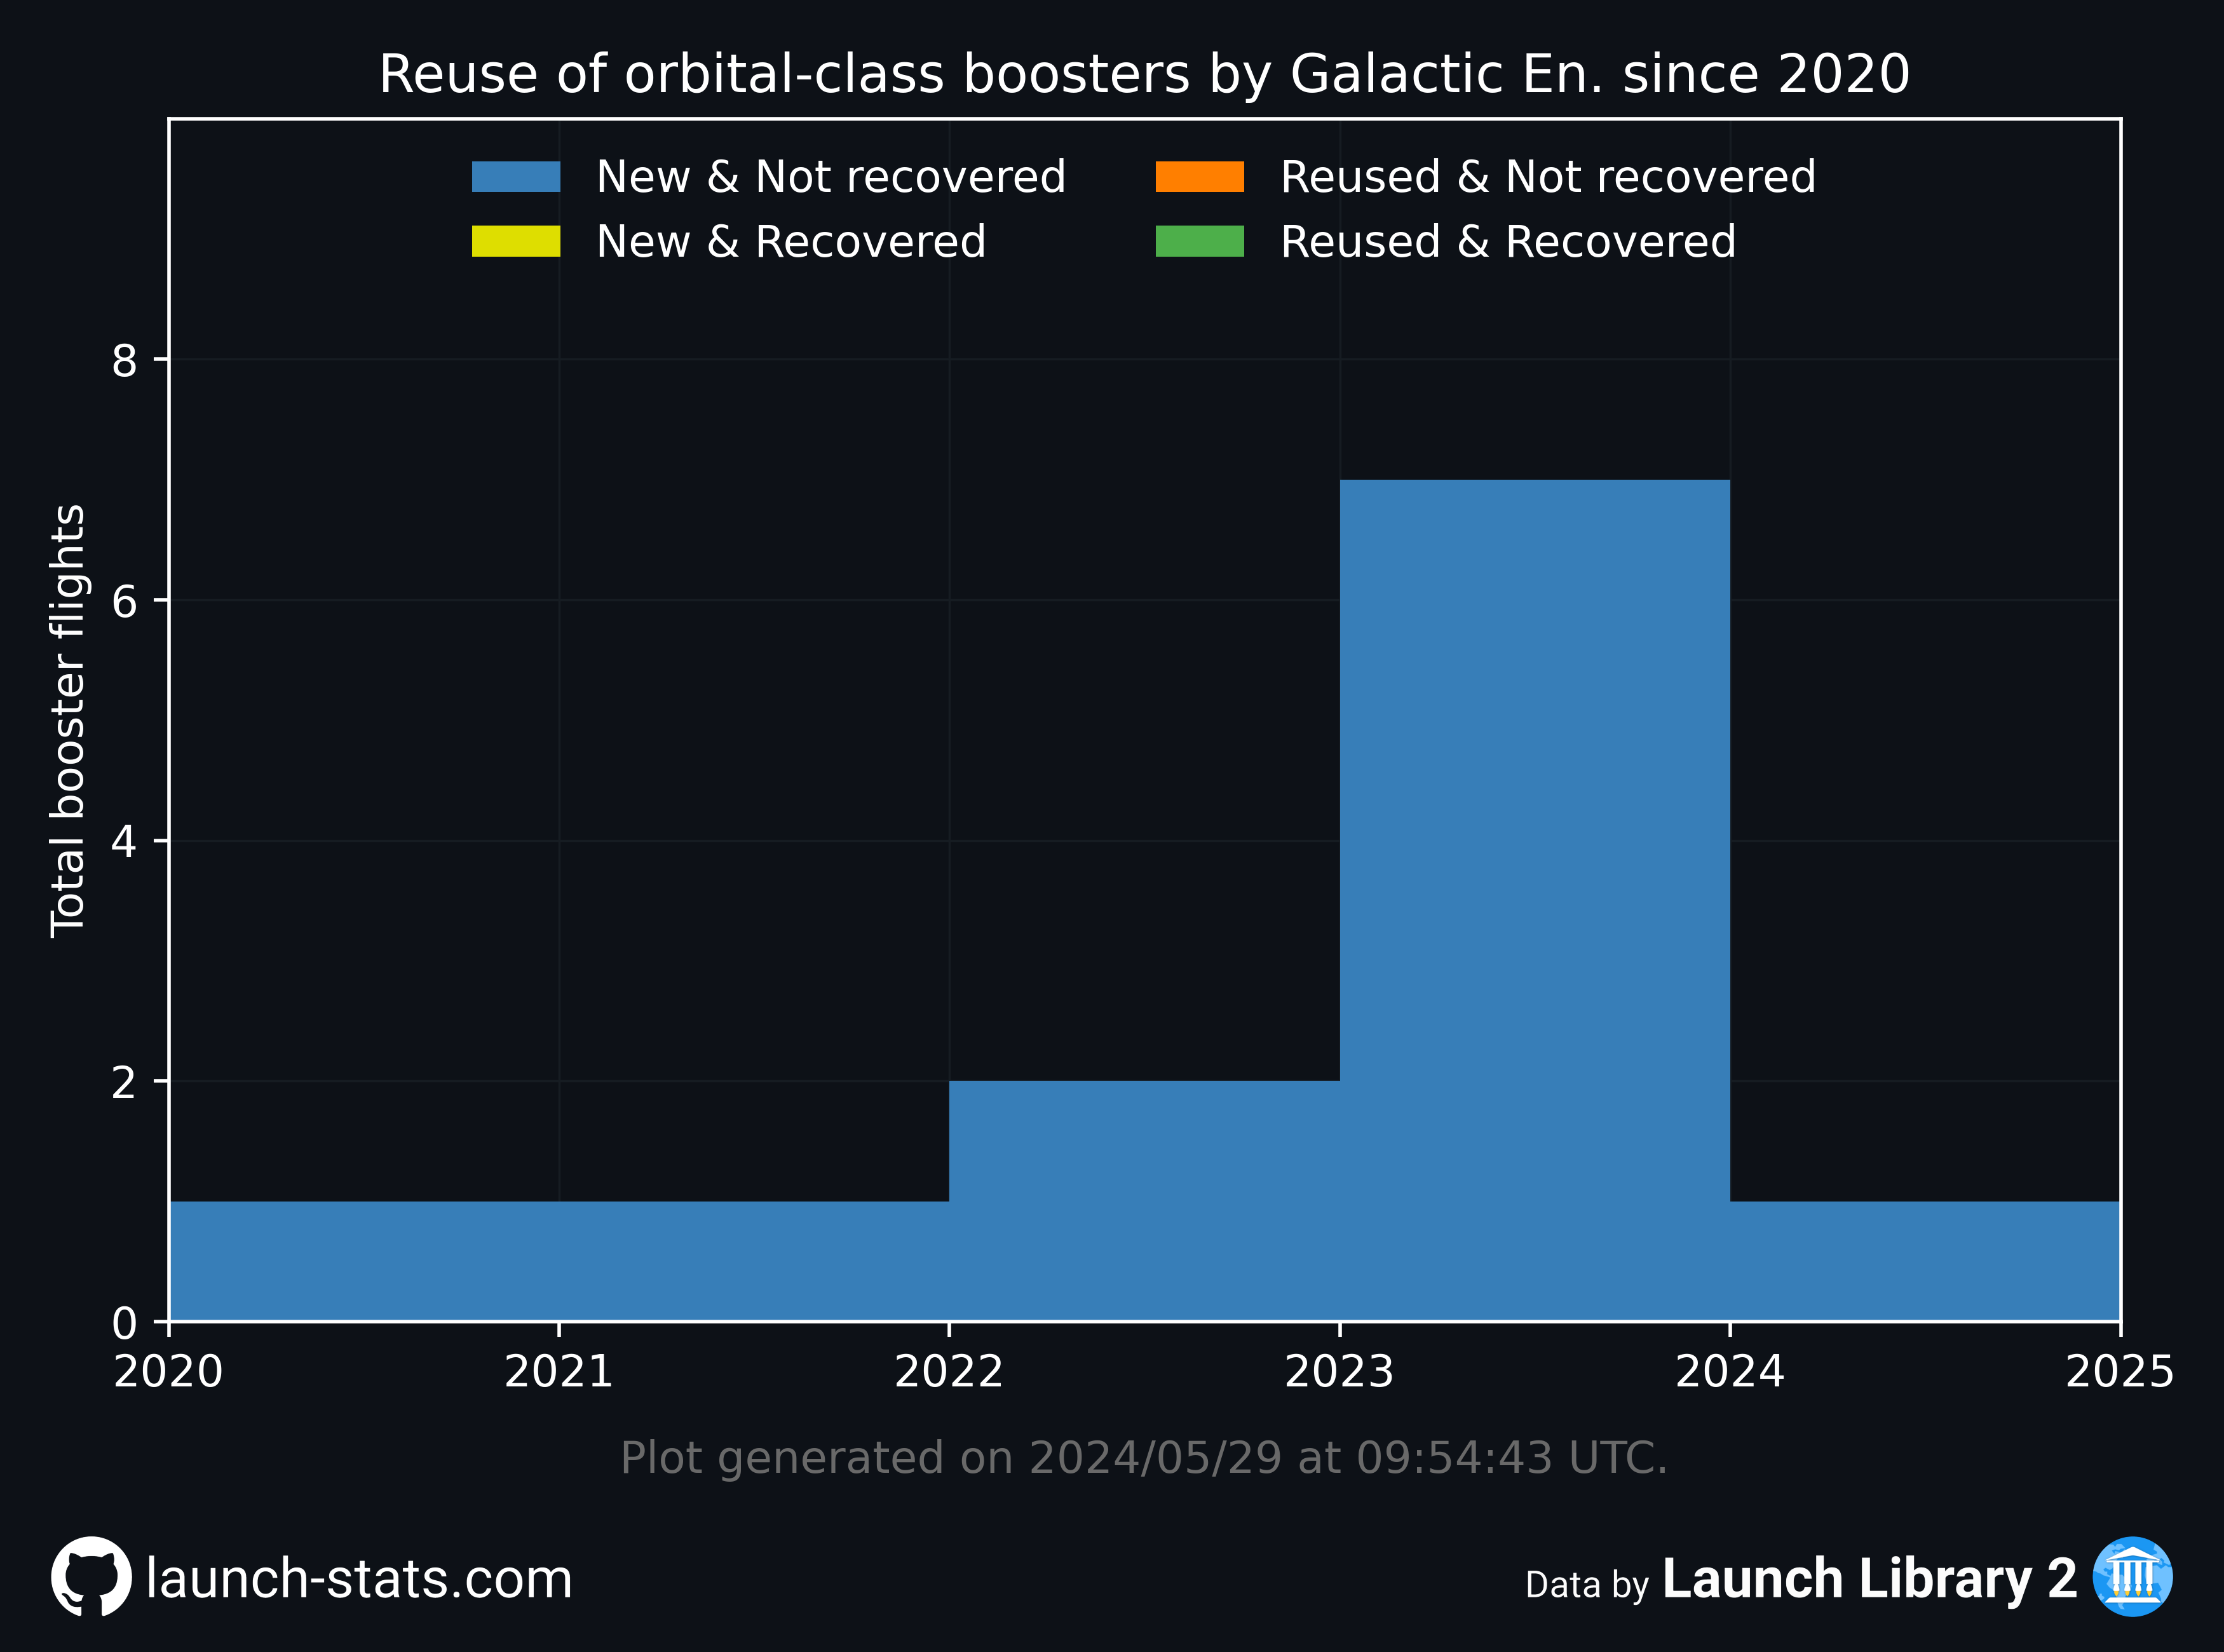 Reuse of orbital-class boosters by Galactic En. since 2020
New & Not recovered
New & Recovered
Reused & Not recovered
Reused & Recovered
Total booster flights
8
6
4
2
0
2020 2021 2022 2023 2024 2025
Plot generated on 2024/05/29 at 09:54:43 UTC.
launch-stats.com
Data by Launch Library 2